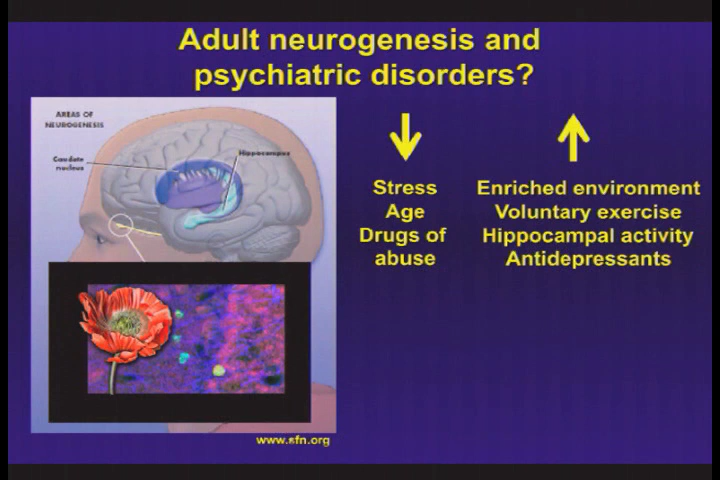 Adult neurogenesis and
psychiatric disorders?
AREAS OF
NEUROGENESIS
Caudate
nucleus
Hippocampus
Stress
Age
Drugs of
abuse
Enriched environment
Voluntary exercise
Hippocampal activity
Antidepressants
www.sfn.org